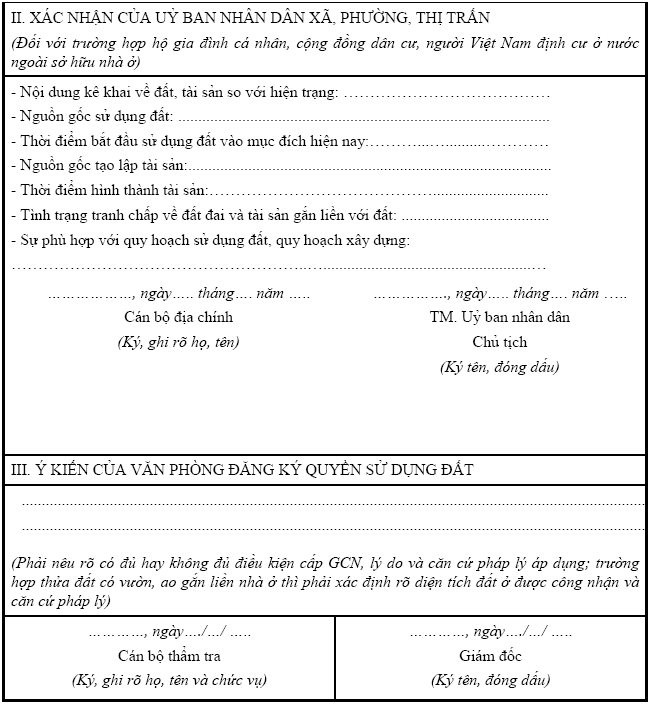 II. XÁC NHẬN CỦA UỶ BAN NHÂN DÂN XÃ, PHƯỜNG, THỊ TRẤN
(Đối với trường hợp hộ gia đình cá nhân, cộng đồng dân cư, người Việt Nam định cư ở nước
ngoài sở hữu nhà ở)
- Nội dung kê khai về đất, tài sản so với hiện trạng: …………………………………
- Nguồn gốc sử dụng đất: ..............................................................................................
- Thời điểm bắt đầu sử dụng đất vào mục đích hiện nay:………...…..........…………
- Nguồn gốc tạo lập tài sản:...........................................................................................
- Thời điểm hình thành tài sản:…………………………….............................
- Tình trạng tranh chấp về đất đai và tài sản gắn liền với đất: .....................................
- Sự phù hợp với quy hoạch sử dụng đất, quy hoạch xây dựng:
………………………………………………...........................................................…
……………, ngày….. tháng…. năm ….. ……………., ngày….. tháng…. năm …..
Cán bộ địa chính TM. Uỷ ban nhân dân
(Ký, ghi rõ họ, tên) Chủ tịch
(Ký tên, đóng dấu)
III. Ý KIẾN CỦA VĂN PHÒNG ĐĂNG KÝ QUYỀN SỬ DỤNG ĐẤT
..........................................................................................................................................
..........................................................................................................................................
(Phải nêu rõ có đủ hay không đủ điều kiện cấp GCN, lý do và căn cứ pháp lý áp dụng; trường
hợp thửa đất có vườn, ao gắn liền nhà ở thì phải xác định rõ diện tích đất ở được công nhận và
căn cứ pháp lý)
…………, ngày…./…/ ….. …………, ngày…./…/ …..
Cán bộ thẩm tra Giám đốc
(Ký, ghi rõ họ, tên và chức vụ) (Ký tên, đóng dấu)